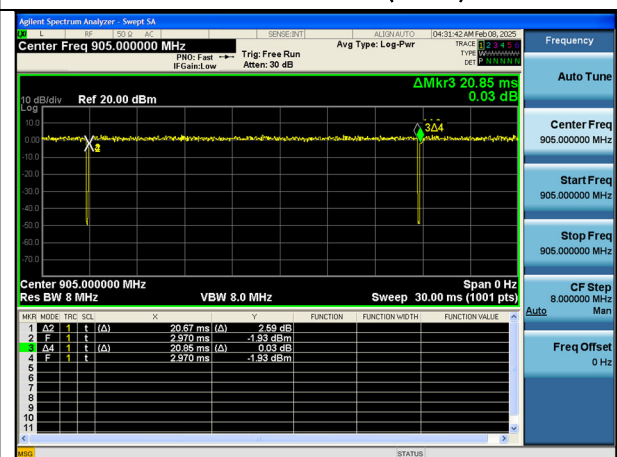 Agilent Spectrum Analyzer - Swept SA
L RF 50 Ω AC SENSE:INT ALIGN AUTO 04:31:42 AM Feb 08, 2025
Center Freq 905.000000 MHz
PNO: Fast
IFGain:Low
Trig: Free Run
Atten: 30 dB
Avg Type: Log-Pwr
TRACE 1 2 3 4 5 6
TYPE
DET P N N N N N
ΔMkr3 20.85 ms
0.03 dB
10 dB/div Ref 20.00 dBm
Log
10.0
0.00
-10.0
-20.0
-30.0
-40.0
-50.0
-60.0
-70.0
2
3Δ4
Center 905.000000 MHz Span 0 Hz
Res BW 8 MHz VBW 8.0 MHz Sweep 30.00 ms (1001 pts)
MKR MODE TRC SCL X Y FUNCTION FUNCTION WIDTH FUNCTION VALUE
1 Δ2 1 t (Δ) 20.67 ms (Δ) 2.59 dB
2 F 1 t 2.970 ms -1.93 dBm
3 Δ4 1 t (Δ) 20.85 ms (Δ) 0.03 dB
4 F 1 t 2.970 ms -1.93 dBm
5
6
7
8
9
10
11
MSG STATUS
Frequency
Auto Tune
Center Freq
905.000000 MHz
Start Freq
905.000000 MHz
Stop Freq
905.000000 MHz
CF Step
8.000000 MHz
Auto Man
Freq Offset
0 Hz